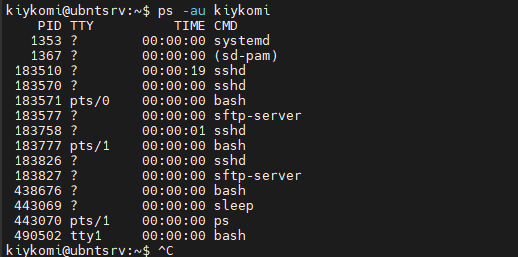 kiykomi@ubntsrv:~$ ps -au kiykomi
    PID TTY          TIME CMD
   1353 ?        00:00:00 systemd
   1367 ?        00:00:00 (sd-pam)
 183510 ?        00:00:19 sshd
 183570 ?        00:00:00 sshd
 183571 pts/0    00:00:00 bash
 183577 ?        00:00:00 sftp-server
 183758 ?        00:00:01 sshd
 183777 pts/1    00:00:00 bash
 183826 ?        00:00:00 sshd
 183827 ?        00:00:00 sftp-server
 438676 ?        00:00:00 bash
 443069 ?        00:00:00 sleep
 443070 pts/1    00:00:00 ps
 490502 tty1     00:00:00 bash
kiykomi@ubntsrv:~$ ^C